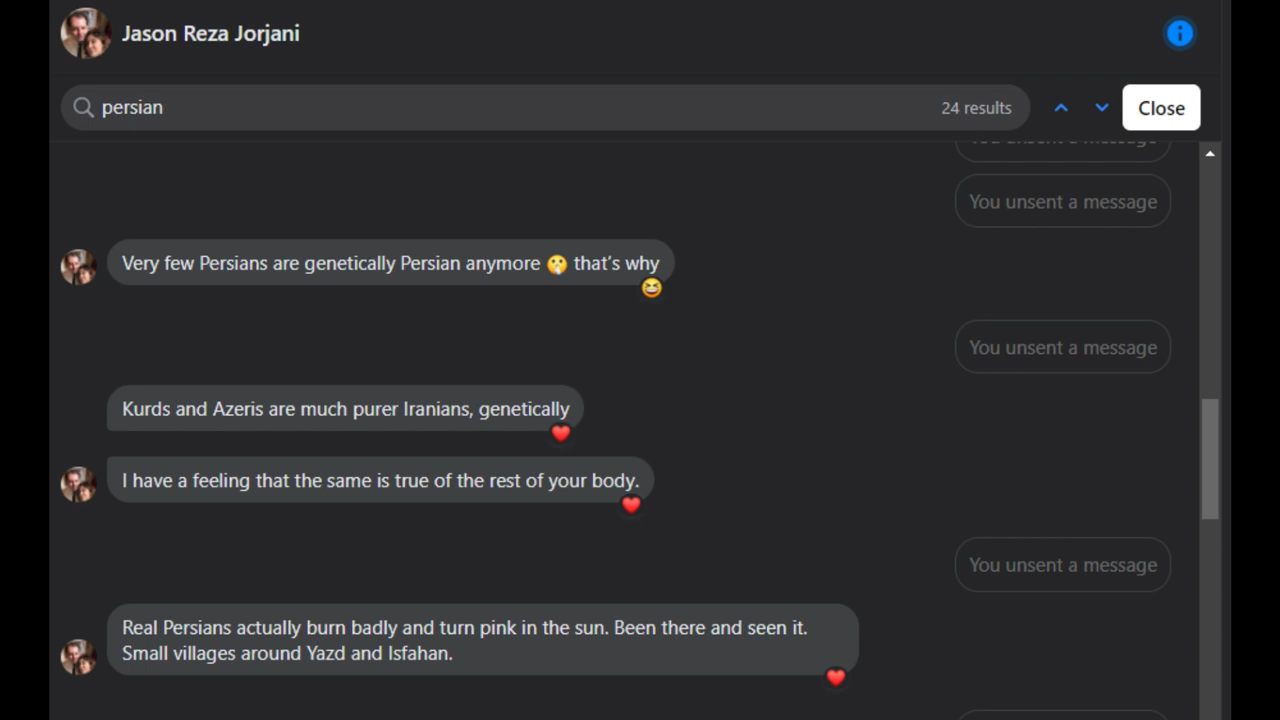 Jason Reza Jorjani
persian
24 results
Close
You unsent a message
You unsent a message
Very few Persians are genetically Persian anymore 🤫 that's why
😆
You unsent a message
Kurds and Azeris are much purer Iranians, genetically
❤️
I have a feeling that the same is true of the rest of your body.
❤️
You unsent a message
Real Persians actually burn badly and turn pink in the sun. Been there and seen it.
Small villages around Yazd and Isfahan.
❤️